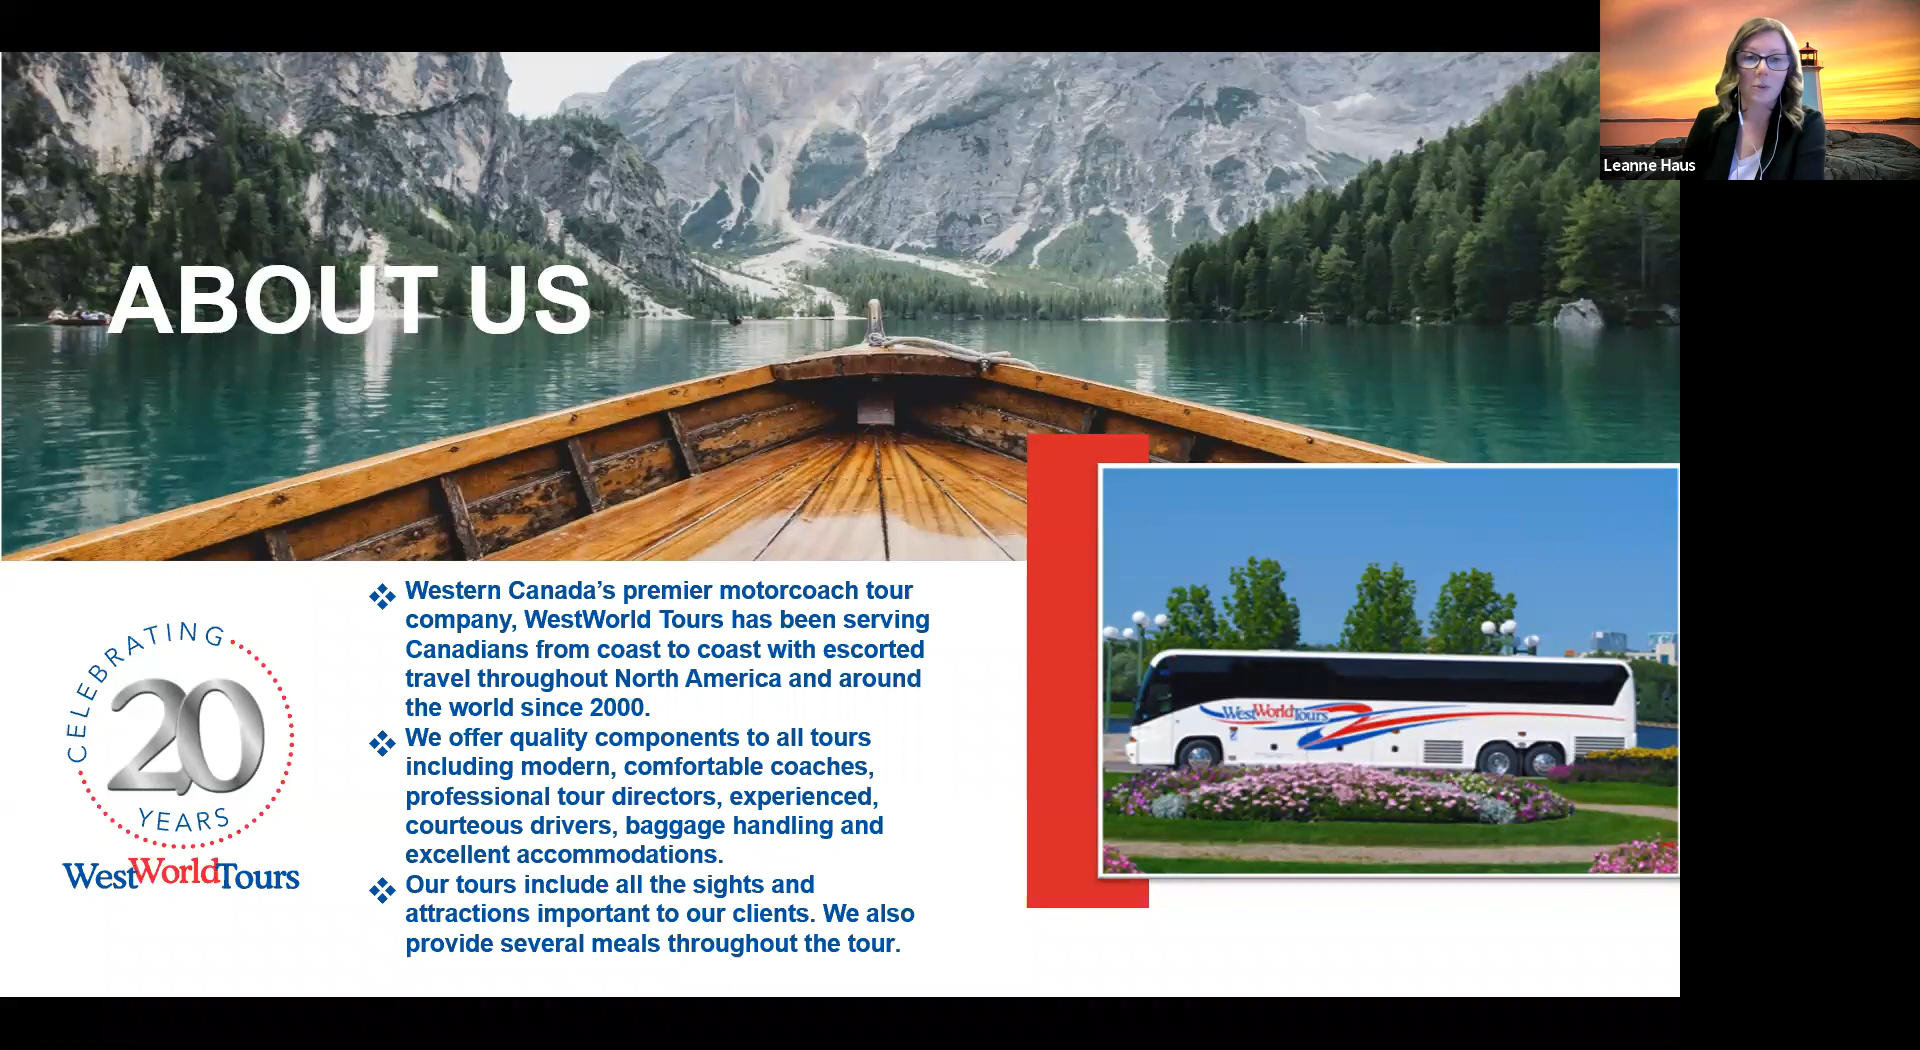 Leanne Haus
ABOUT US
CELEBRATING
20
YEARS
WestWorldTours
❖ Western Canada’s premier motorcoach tour
company, WestWorld Tours has been serving
Canadians from coast to coast with escorted
travel throughout North America and around
the world since 2000.
❖ We offer quality components to all tours
including modern, comfortable coaches,
professional tour directors, experienced,
courteous drivers, baggage handling and
excellent accommodations.
❖ Our tours include all the sights and
attractions important to our clients. We also
provide several meals throughout the tour.
WestWorldTours